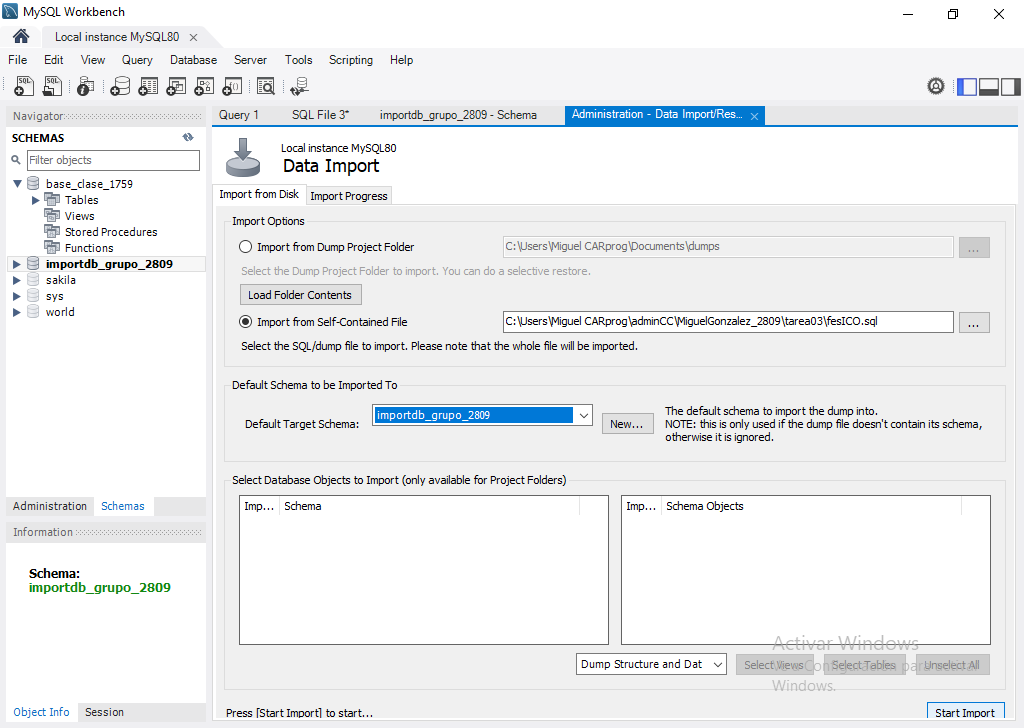 MySQL Workbench
Local instance MySQL80
File Edit View Query Database Server Tools Scripting Help
Navigator
SCHEMAS
Filter objects
base_clase_1759
Tables
Views
Stored Procedures
Functions
importdb_grupo_2809
sakila
sys
world
Administration Schemas
Information
Schema:
importdb_grupo_2809
Object Info Session
Query 1 SQL File 3* importdb_grupo_2809 - Schema Administration - Data Import/Res...
Local instance MySQL80
Data Import
Import from Disk Import Progress
Import Options
Import from Dump Project Folder C:\Users\Miguel CARprog\Documents\dumps ...
Select the Dump Project Folder to import. You can do a selective restore.
Load Folder Contents
Import from Self-Contained File C:\Users\Miguel CARprog\adminCC\MiguelGonzalez_2809\tarea03\fesICO.sql ...
Select the SQL/dump file to import. Please note that the whole file will be imported.
Default Schema to be Imported To
Default Target Schema: importdb_grupo_2809 New...
The default schema to import the dump into.
NOTE: this is only used if the dump file doesn't contain its schema,
otherwise it is ignored.
Select Database Objects to Import (only available for Project Folders)
Imp... Schema
Imp... Schema Objects
Activar Windows
Dump Structure and Dat Select Views Select Tables Unselect All
Windows.
Press [Start Import] to start...
Start Import